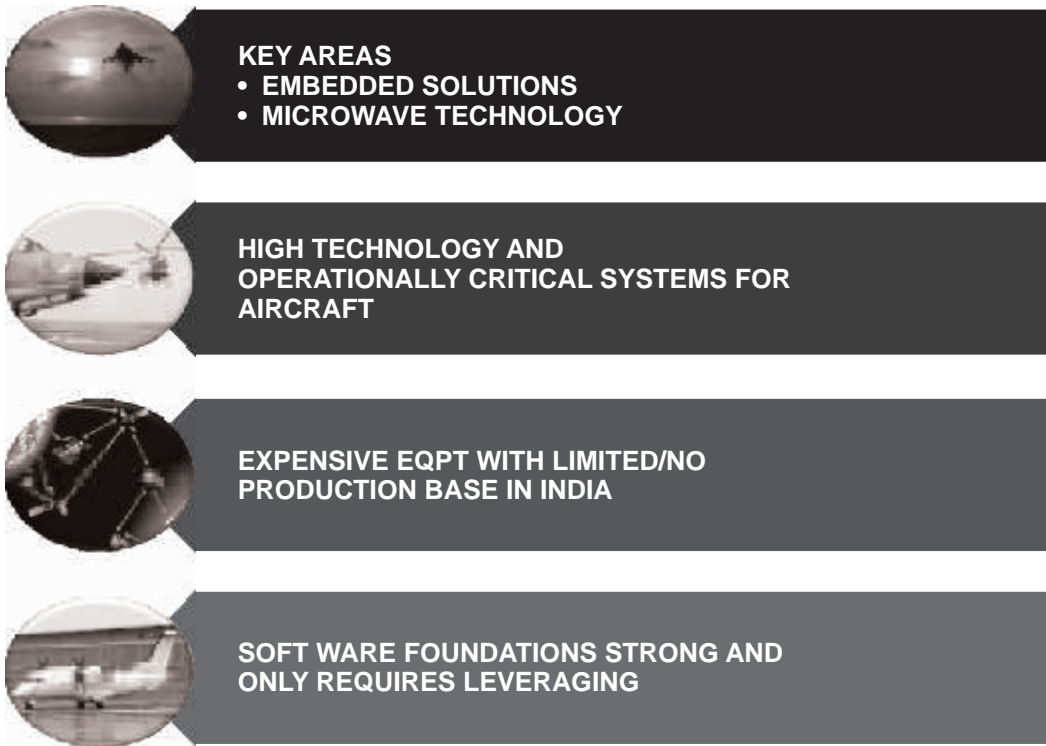 KEY AREAS
• EMBEDDED SOLUTIONS
• MICROWAVE TECHNOLOGY
HIGH TECHNOLOGY AND
OPERATIONALLY CRITICAL SYSTEMS FOR
AIRCRAFT
EXPENSIVE EQPT WITH LIMITED/NO
PRODUCTION BASE IN INDIA
SOFT WARE FOUNDATIONS STRONG AND
ONLY REQUIRES LEVERAGING